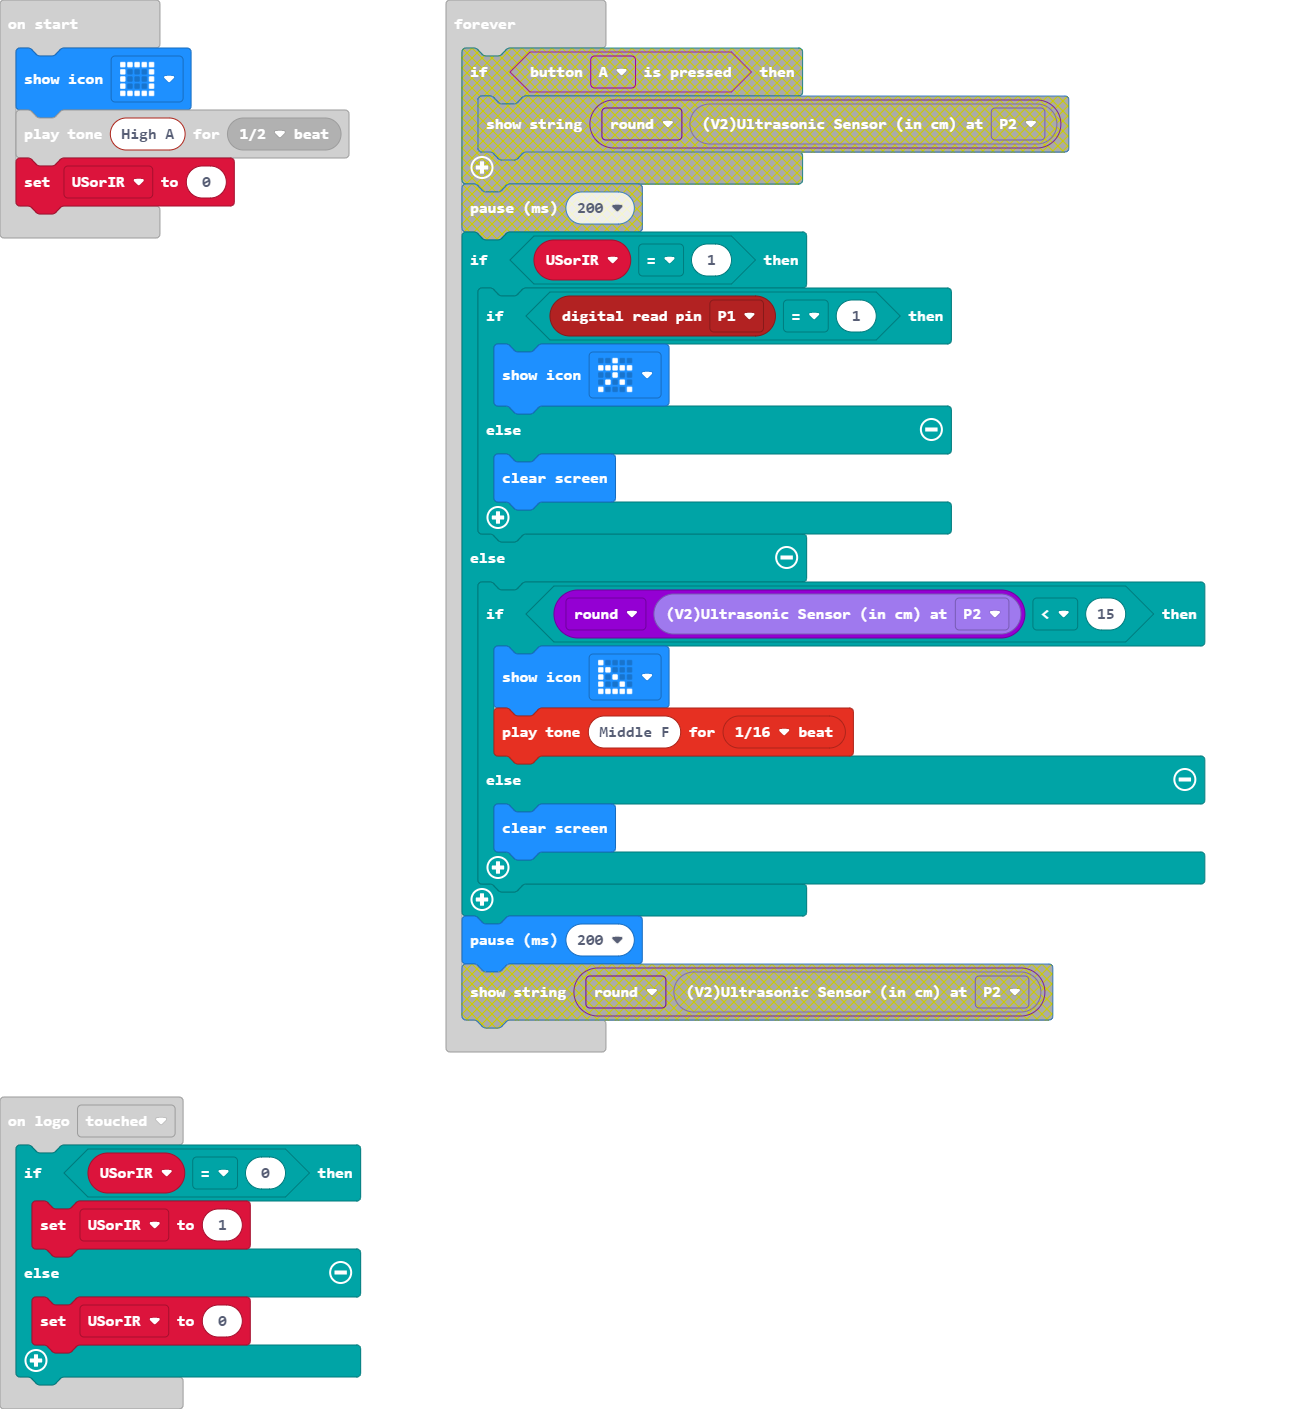 on start
show icon
play tone High A for 1/2 beat
set USorIR to 0
forever
if button A is pressed then
show string round (V2)Ultrasonic Sensor (in cm) at P2
pause (ms) 200
if USorIR = 1 then
if digital read pin P1 = 1 then
show icon
else
clear screen
else
if round (V2)Ultrasonic Sensor (in cm) at P2 < 15 then
show icon
play tone Middle F for 1/16 beat
else
clear screen
pause (ms) 200
show string round (V2)Ultrasonic Sensor (in cm) at P2
on logo touched
if USorIR = 0 then
set USorIR to 1
else
set USorIR to 0